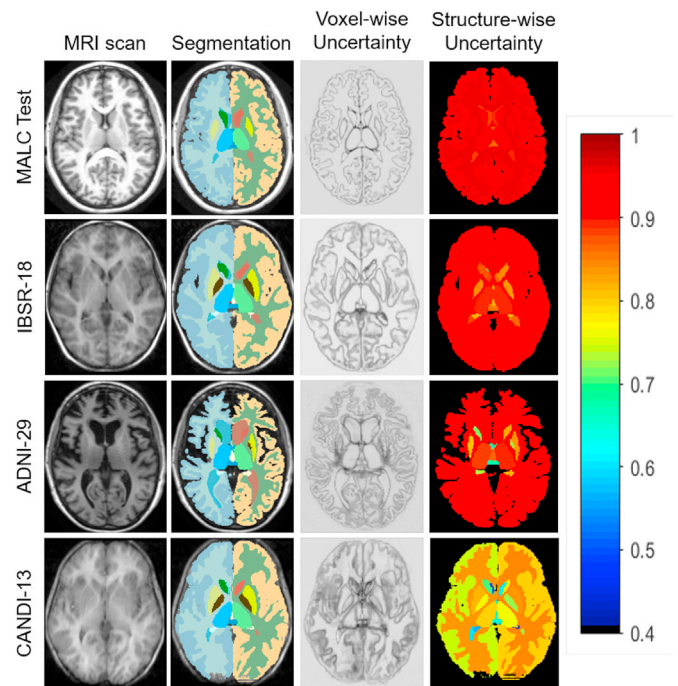 MRI scan
Segmentation
Voxel-wise
Uncertainty
Structure-wise
Uncertainty
MALC Test
IBSR-18
ADNI-29
CANDI-13
1
0.9
0.8
0.7
0.6
0.5
0.4